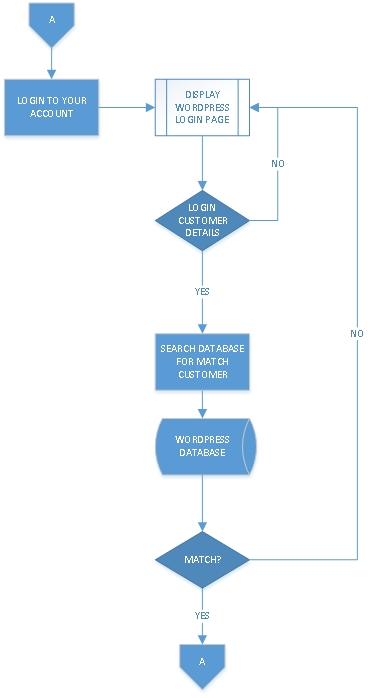 A
LOGIN TO YOUR
ACCOUNT
DISPLAY
WORDPRESS
LOGIN PAGE
NO
LOGIN
CUSTOMER
DETAILS
YES
NO
SEARCH DATABASE
FOR MATCH
CUSTOMER
WORDPRESS
DATABASE
MATCH?
YES
A